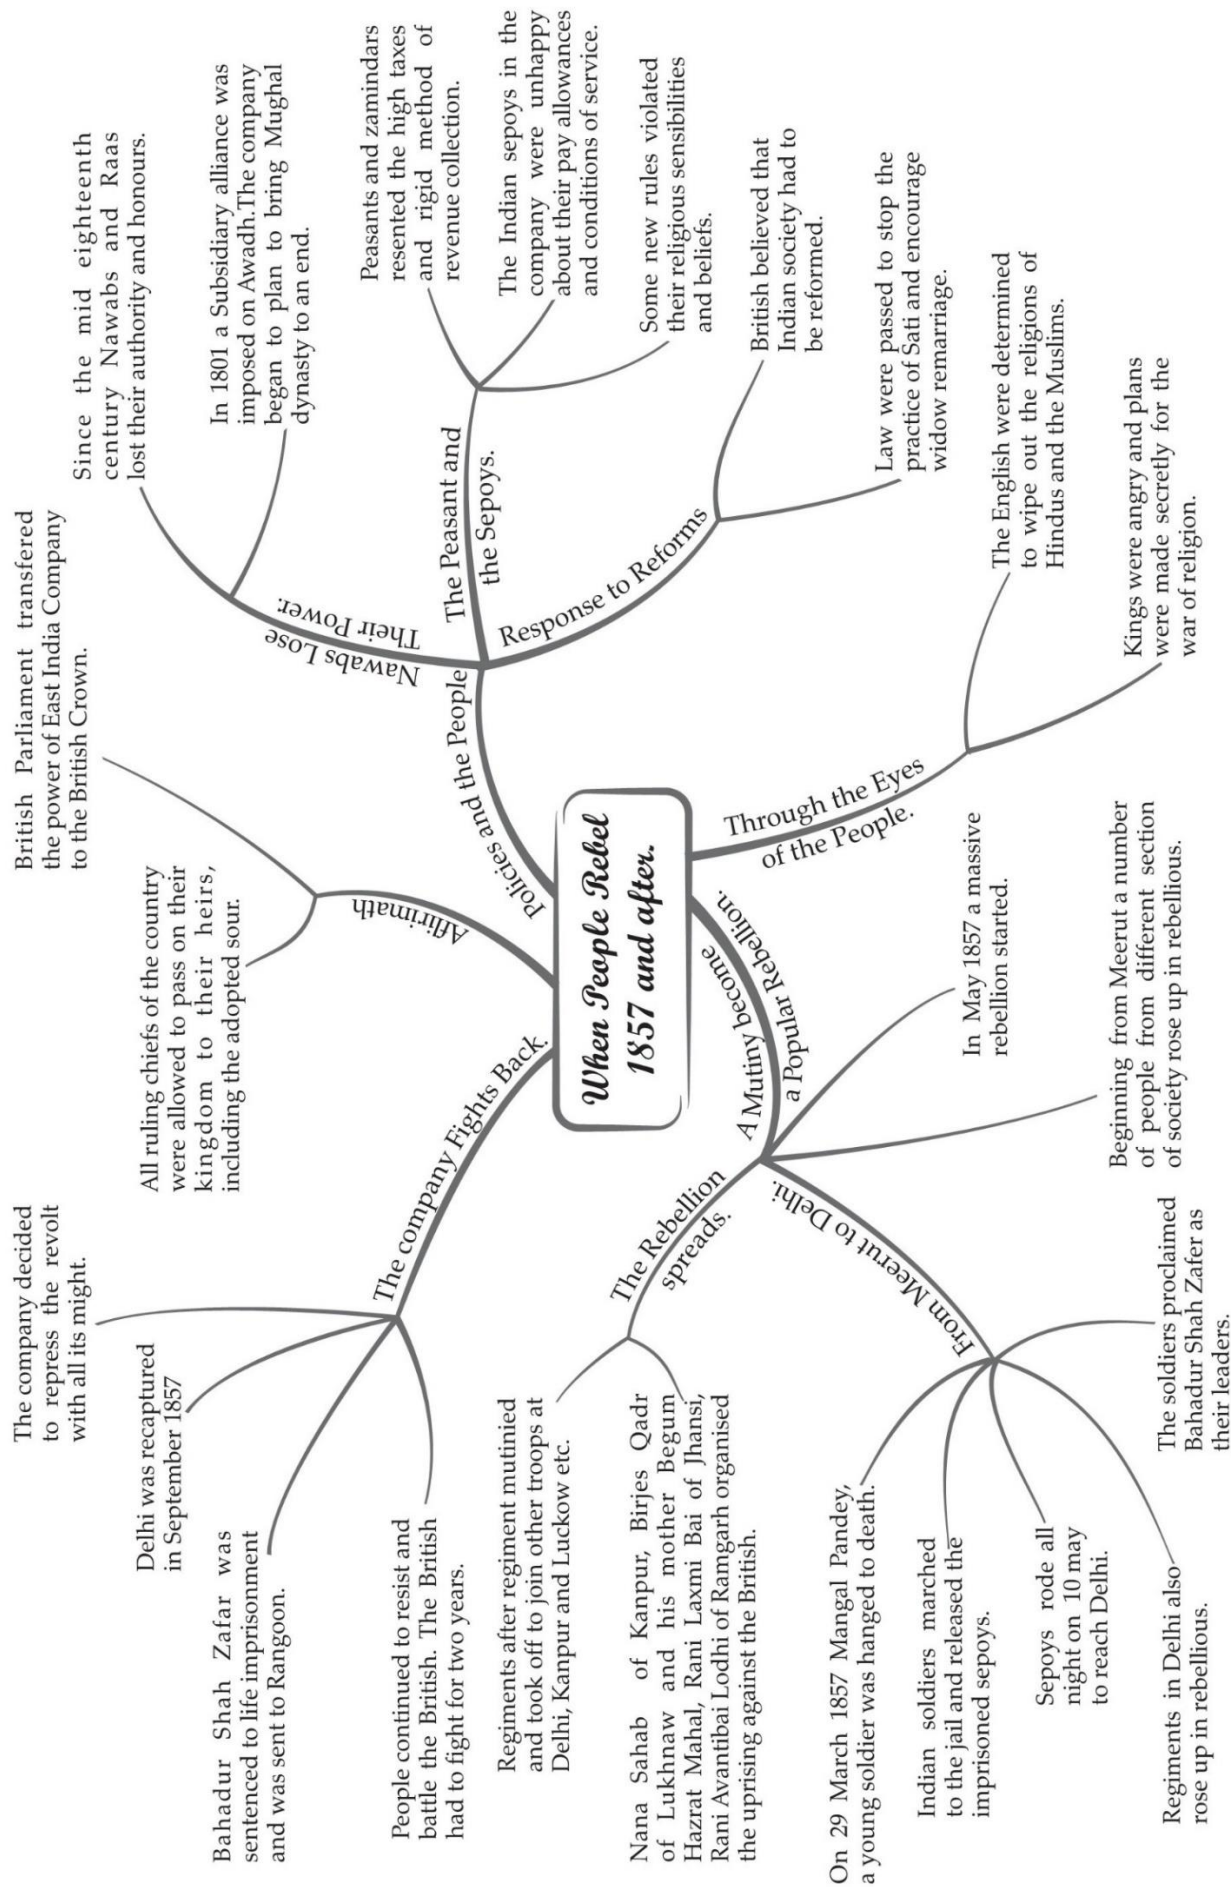 When People Rebel
1857 and after.
Policies and the People
Nawabs Lose
Their Power.
Since the mid eighteenth
century Nawabs and Raas
lost their authority and honours.
In 1801 a Subsidiary alliance was
imposed on Awadh.The company
began to plan to bring Mughal
dynasty to an end.
The Peasant and
the Sepoys.
Peasants and zamindars
resented the high taxes
and rigid method of
revenue collection.
The Indian sepoys in the
company were unhappy
about their pay allowances
and conditions of service.
Some new rules violated
their religious sensibilities
and beliefs.
Response to Reforms
British believed that
Indian society had to
be reformed.
Law were passed to stop the
practice of Sati and encourage
widow remarriage.
Through the Eyes
of the People.
The English were determined
to wipe out the religions of
Hindus and the Muslims.
Kings were angry and plans
were made secretly for the
war of religion.
A Mutiny become
a Popular Rebellion.
In May 1857 a massive
rebellion started.
Beginning from Meerut a number
of people from different section
of society rose up in rebellious.
From Meerut to Delhi.
The soldiers proclaimed
Bahadur Shah Zafer as
their leaders.
Regiments in Delhi also
rose up in rebellious.
Sepoys rode all
night on 10 may
to reach Delhi.
Indian soldiers marched
to the jail and released the
imprisoned sepoys.
On 29 March 1857 Mangal Pandey,
a young soldier was hanged to death.
The Rebellion
spreads.
Nana Sahab of Kanpur, Birjes Qadr
of Lukhnaw and his mother Begum
Hazrat Mahal, Rani Laxmi Bai of Jhansi,
Rani Avantibai Lodhi of Ramgarh organised
the uprising against the British.
Regiments after regiment mutinied
and took off to join other troops at
Delhi, Kanpur and Luckow etc.
The company Fights Back.
People continued to resist and
battle the British. The British
had to fight for two years.
Bahadur Shah Zafar was
sentenced to life imprisonment
and was sent to Rangoon.
Delhi was recaptured
in September 1857
The company decided
to repress the revolt
with all its might.
Aftirimath
All ruling chiefs of the country
were allowed to pass on their
kingdom to their heirs,
including the adopted sour.
British Parliament transfered
the power of East India Company
to the British Crown.